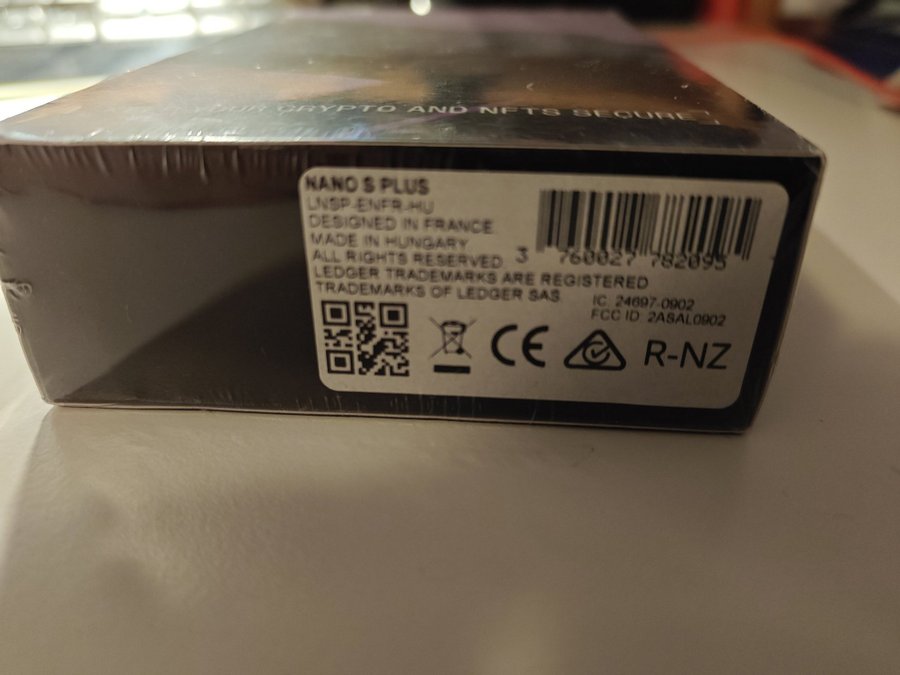 YOUR CRYPTO AND NFTS SECURE
NANO S PLUS
LNSP-ENFR-HU
DESIGNED IN FRANCE
MADE IN HUNGARY
ALL RIGHTS RESERVED
LEDGER TRADEMARKS ARE REGISTERED
TRADEMARKS OF LEDGER SAS
3 760027 782095
IC. 24697-0902
FCC ID: 2ASAL0902
CE
R-NZ